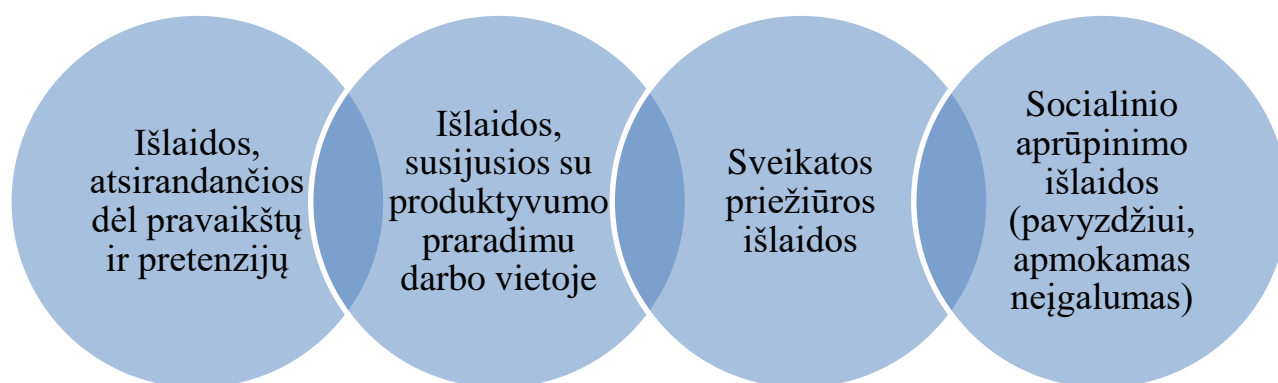 Išlaidos,
atsirandančios
dėl pravaikštų
ir pretenzijų
Išlaidos,
susijusios su
produktyvumo
praradimu
darbo vietoje
Sveikatos
priežiūros
išlaidos
Socialinio
aprūpinimo
išlaidos
(pavyzdžiui,
apmokamas
neįgalumas)